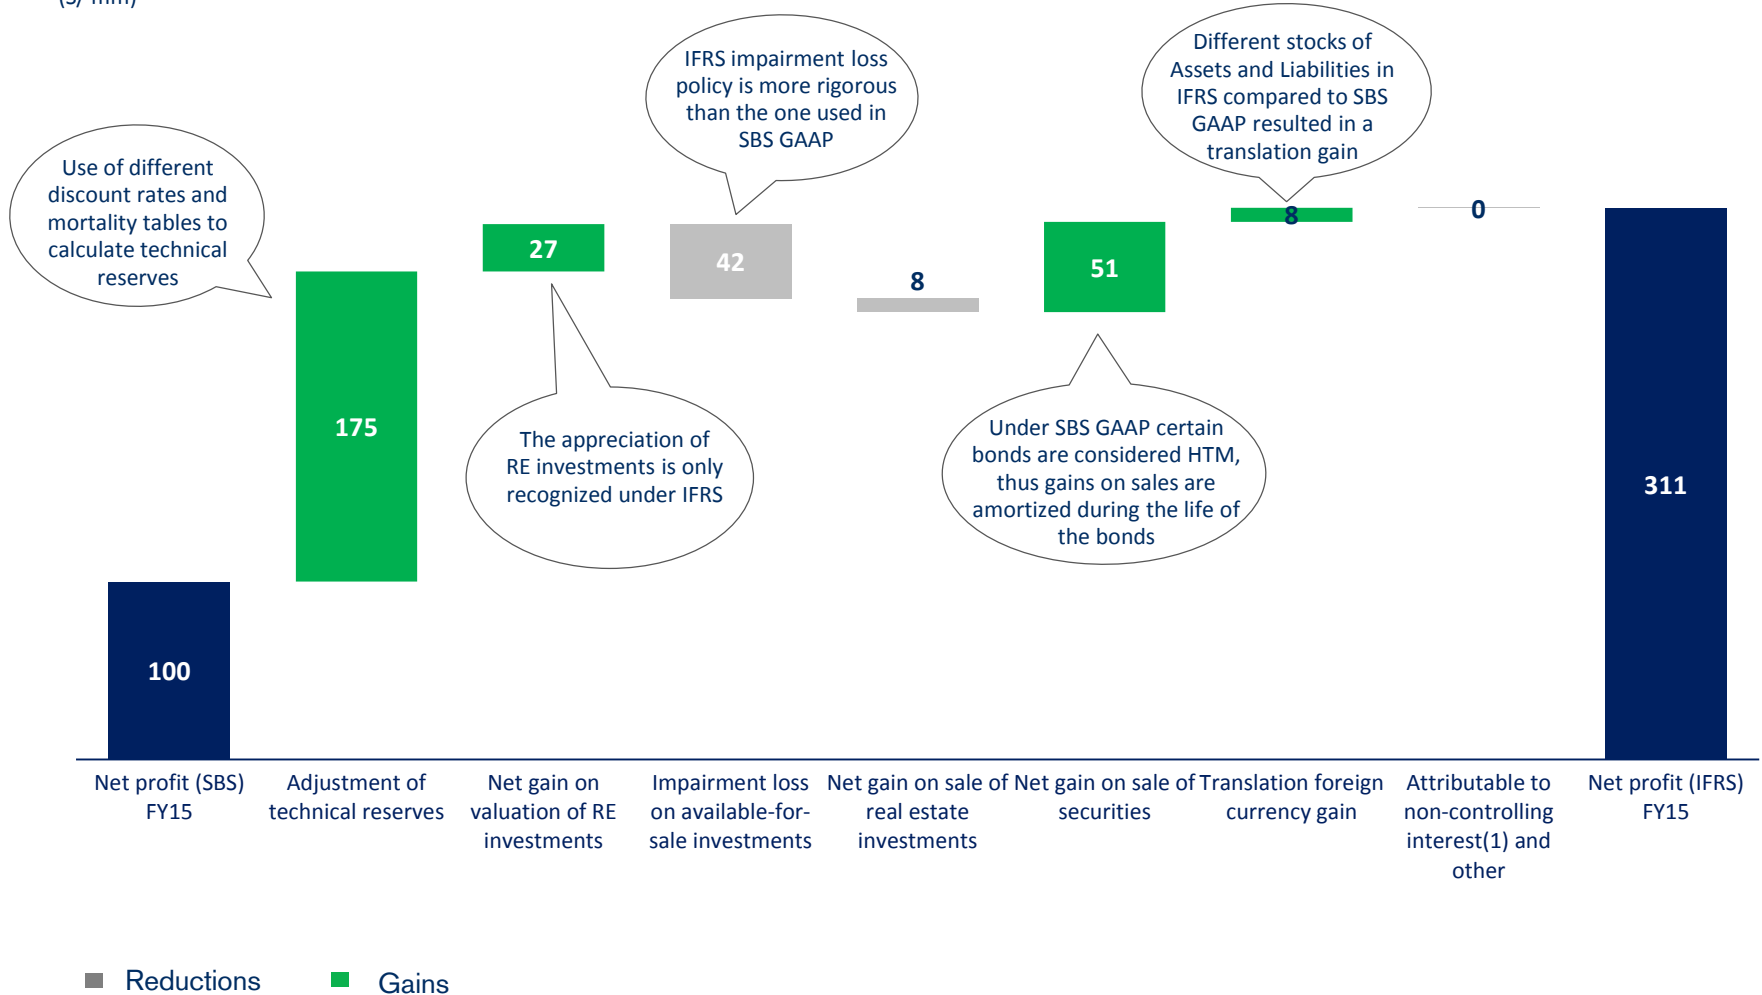 (S/ mm)
Use of different
discount rates and
mortality tables to
calculate technical
reserves
IFRS impairment loss
policy is more rigorous
than the one used in
SBS GAAP
Different stocks of
Assets and Liabilities in
IFRS compared to SBS
GAAP resulted in a
translation gain
The appreciation of
RE investments is only
recognized under IFRS
Under SBS GAAP certain
bonds are considered HTM,
thus gains on sales are
amortized during the life of
the bonds
100
175
27
42
8
51
8
0
311
Net profit (SBS)
FY15
Adjustment of
technical reserves
Net gain on
valuation of RE
investments
Impairment loss
on available-for-
sale investments
Net gain on sale of
real estate
investments
Net gain on sale of
securities
Translation foreign
currency gain
Attributable to
non-controlling
interest(1) and
other
Net profit (IFRS)
FY15
Reductions
Gains